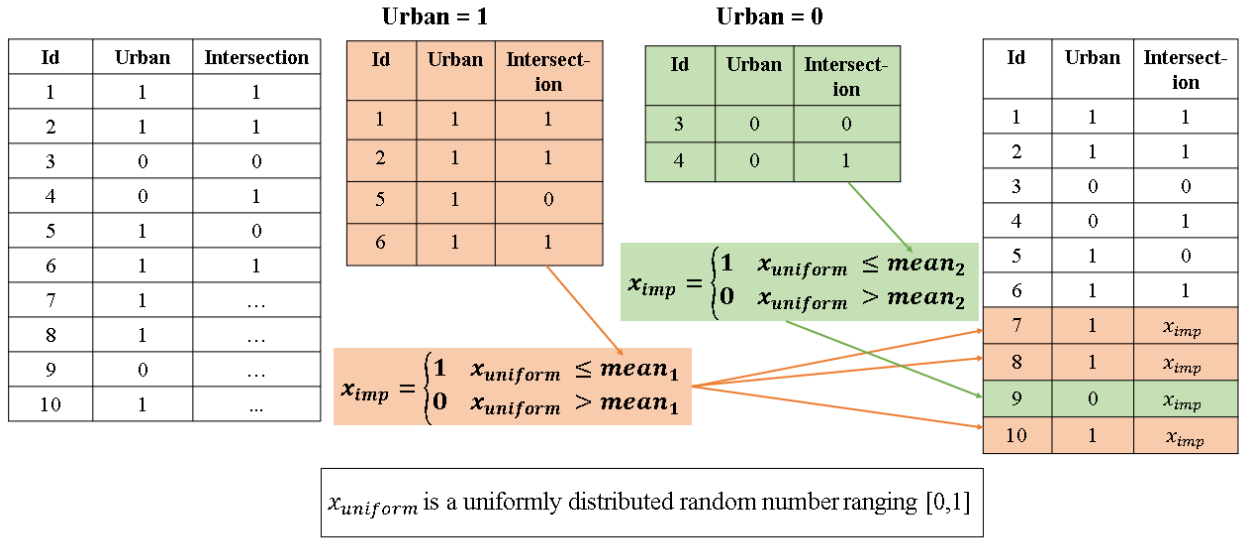 Urban = 1
Urban = 0
Id Urban Intersection
1 1 1
2 1 1
3 0 0
4 0 1
5 1 0
6 1 1
7 1 ...
8 1 ...
9 0 ...
10 1 ...
Id Urban Intersect-
ion
1 1 1
2 1 1
5 1 0
6 1 1
Id Urban Intersect-
ion
3 0 0
4 0 1
x_imp = {1 x_uniform ≤ mean_2
0 x_uniform > mean_2
x_imp = {1 x_uniform ≤ mean_1
0 x_uniform > mean_1
Id Urban Intersect-
ion
1 1 1
2 1 1
3 0 0
4 0 1
5 1 0
6 1 1
7 1 x_imp
8 1 x_imp
9 0 x_imp
10 1 x_imp
x_uniform is a uniformly distributed random number ranging [0,1]